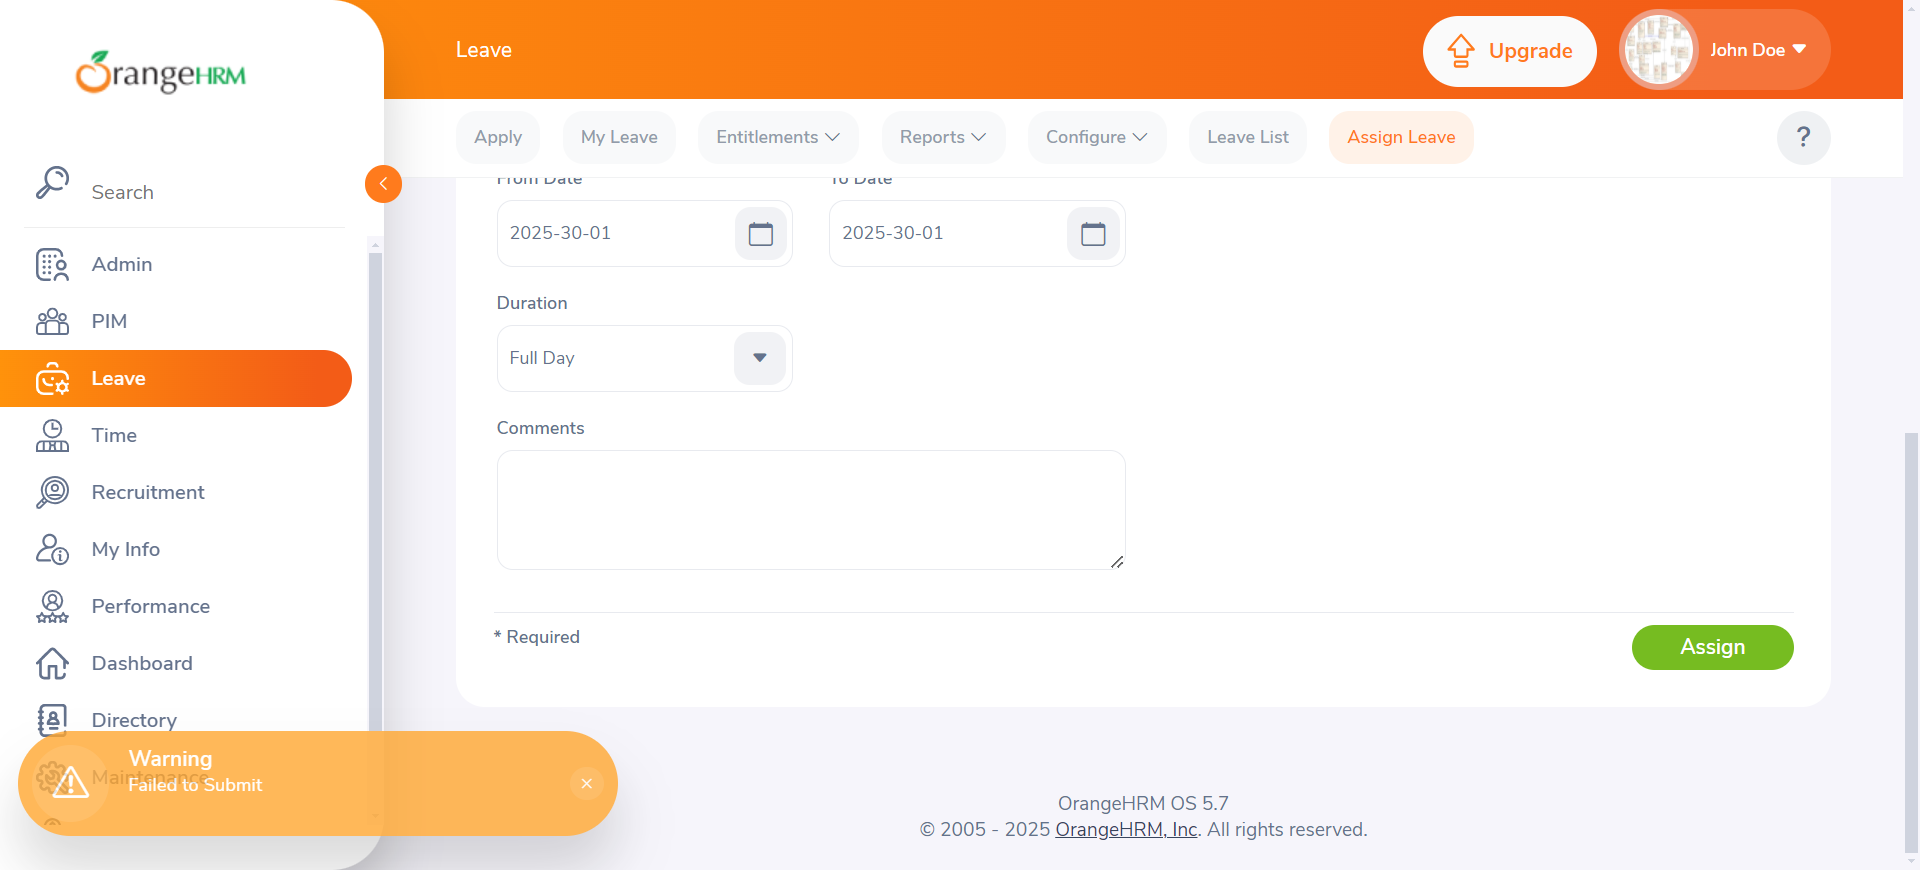 OrangeHRM
Leave
Upgrade
John Doe
Apply
My Leave
Entitlements
Reports
Configure
Leave List
Assign Leave
?
Search
Admin
PIM
Leave
Time
Recruitment
My Info
Performance
Dashboard
Directory
Maintenance
From Date
To Date
2025-30-01
2025-30-01
Duration
Full Day
Comments
* Required
Assign
Warning
Failed to Submit
OrangeHRM OS 5.7
© 2005 - 2025 OrangeHRM, Inc. All rights reserved.